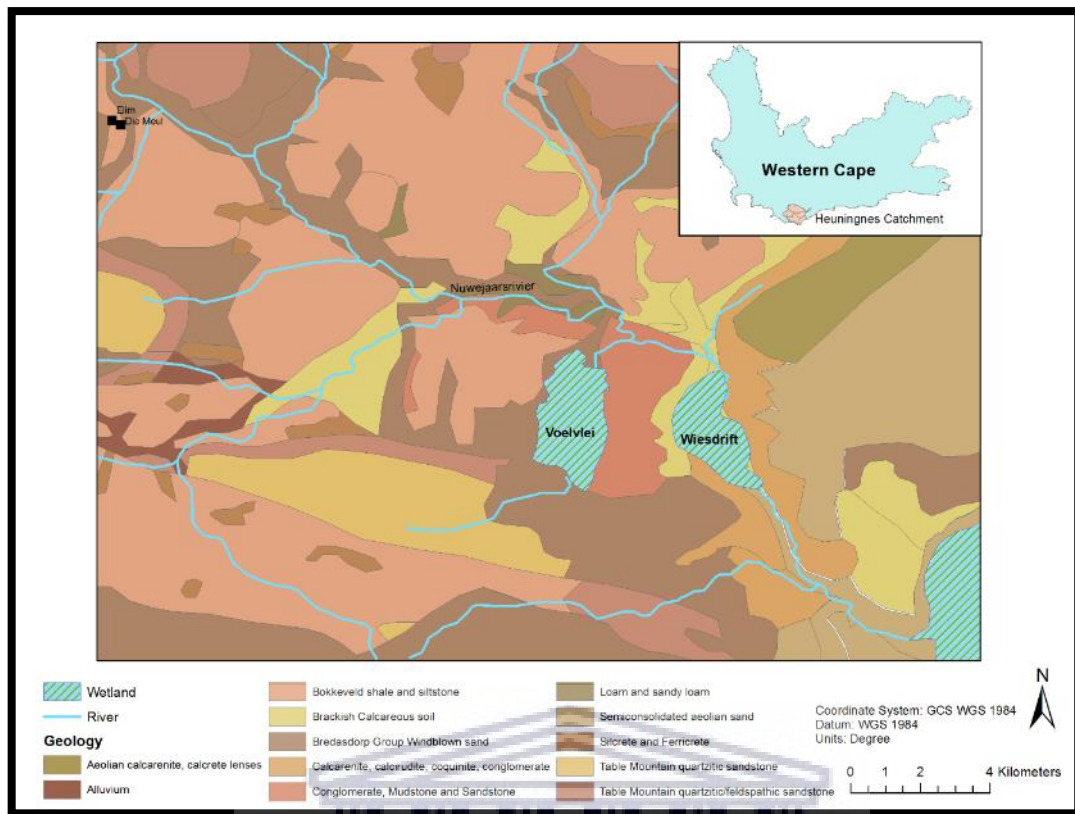 Elm
Die Meul
Western Cape
Heuningnes Catchment
Nuwejaarsrivier
Voelvlei
Wiesdrift
Wetland
River
Geology
Aeolian calcarenite, calcrete lenses
Alluvium
Bokkeveld shale and siltstone
Brackish Calcareous soil
Bredasdorp Group Windblown sand
Calcarenite, calcirudite, coquinite, conglomerate
Conglomerate, Mudstone and Sandstone
Loam and sandy loam
Semiconsolidated aeolian sand
Silcrete and Ferricrete
Table Mountain quartzitic sandstone
Table Mountain quartzitic/feldspathic sandstone
Coordinate System: GCS WGS 1984
Datum: WGS 1984
Units: Degree
N
0 1 2 4 Kilometers